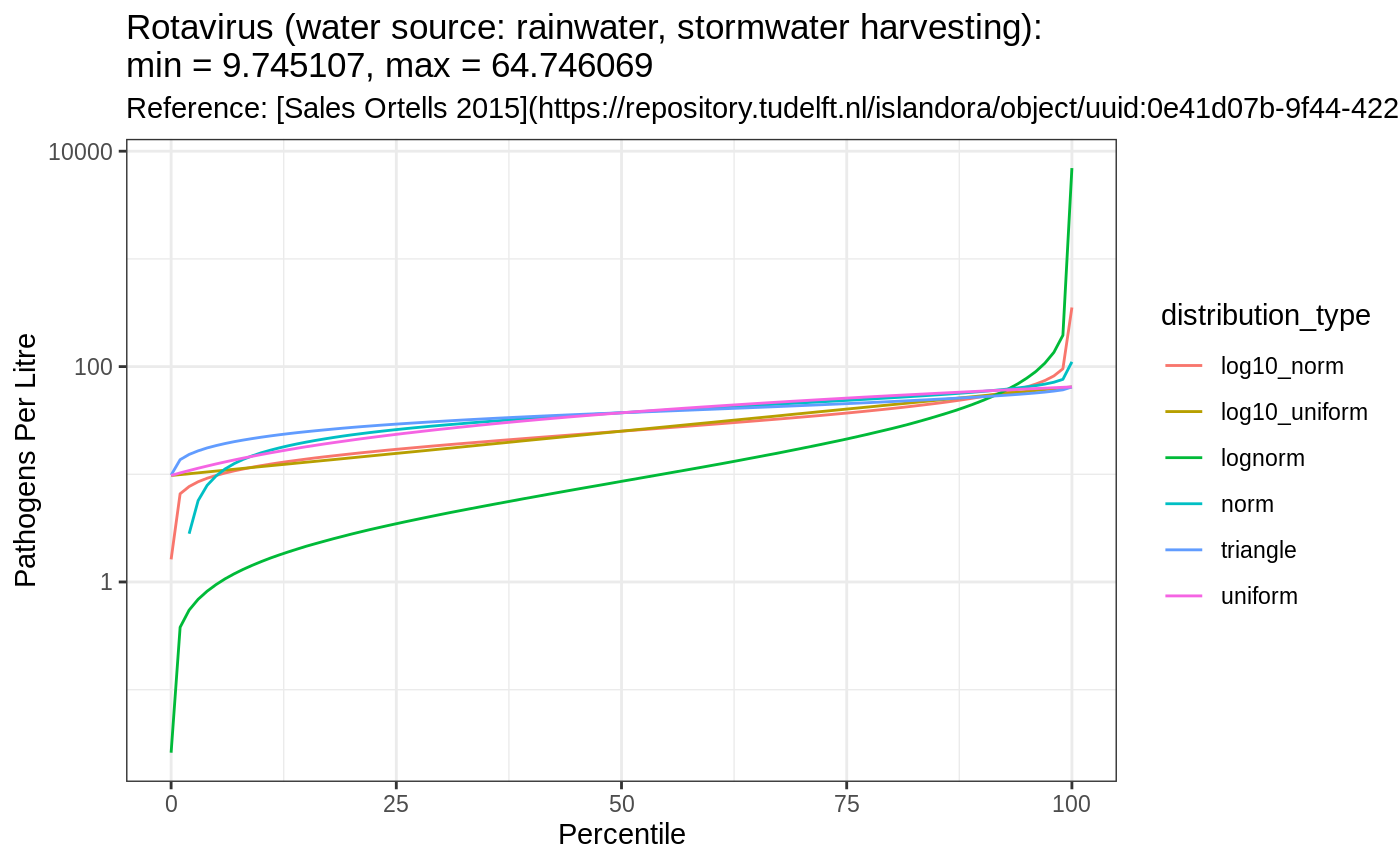 Rotavirus (water source: rainwater, stormwater harvesting):
min = 9.745107, max = 64.746069
Reference: [Sales Ortells 2015](https://repository.tudelft.nl/islandora/object/uuid:0e41d07b-9f44-422
10000
100
1
Pathogens Per Litre
0 25 50 75 100
Percentile
distribution_type
log10_norm
log10_uniform
lognorm
norm
triangle
uniform